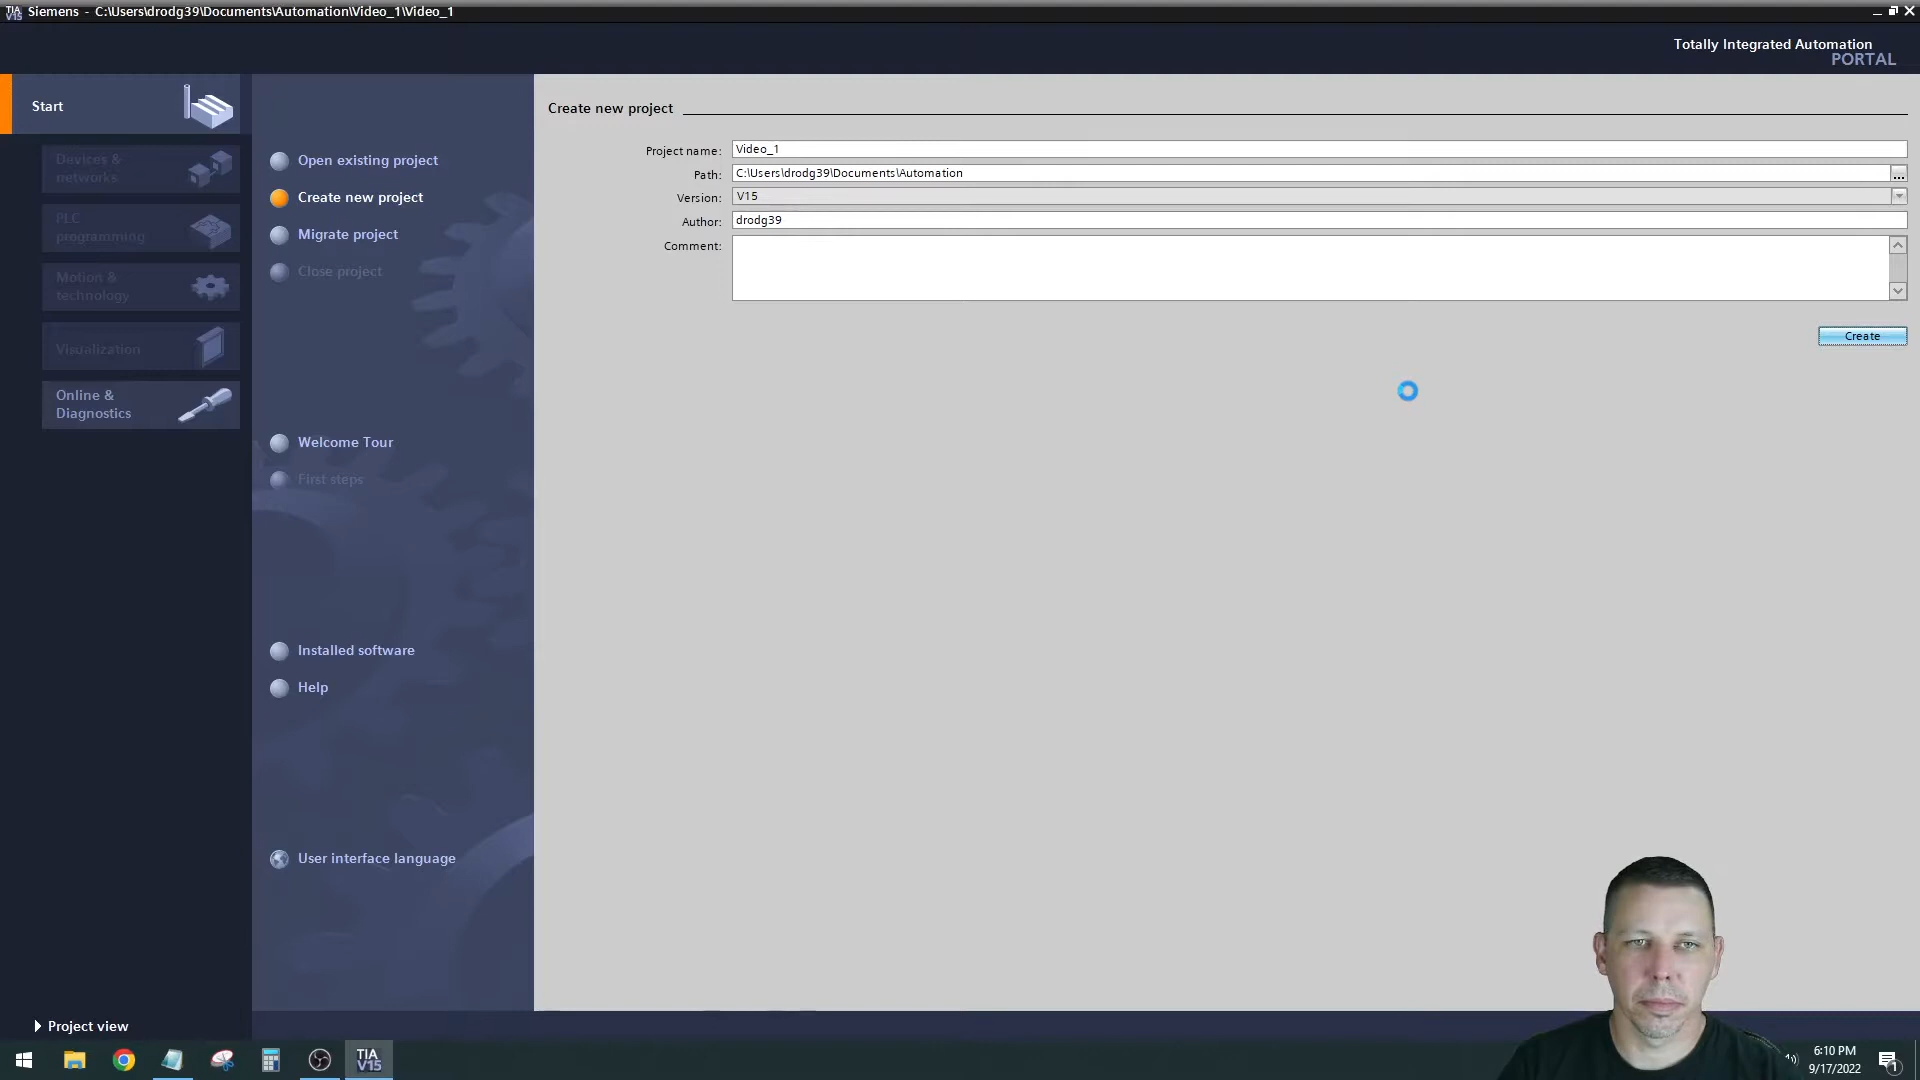 TIA V15 Siemens - C:\Users\drodg39\Documents\Automation\Video_1\Video_1
Totally Integrated Automation
PORTAL
Start
Devices &
networks
PLC
programming
Motion &
technology
Visualization
Online &
Diagnostics
Open existing project
Create new project
Migrate project
Close project
Welcome Tour
First steps
Installed software
Help
User interface language
Create new project
Project name: Video_1
Path: C:\Users\drodg39\Documents\Automation
...
Version: V15
Author: drodg39
Comment:
Create
Project view
TIA
V15
6:10 PM
9/17/2022
1